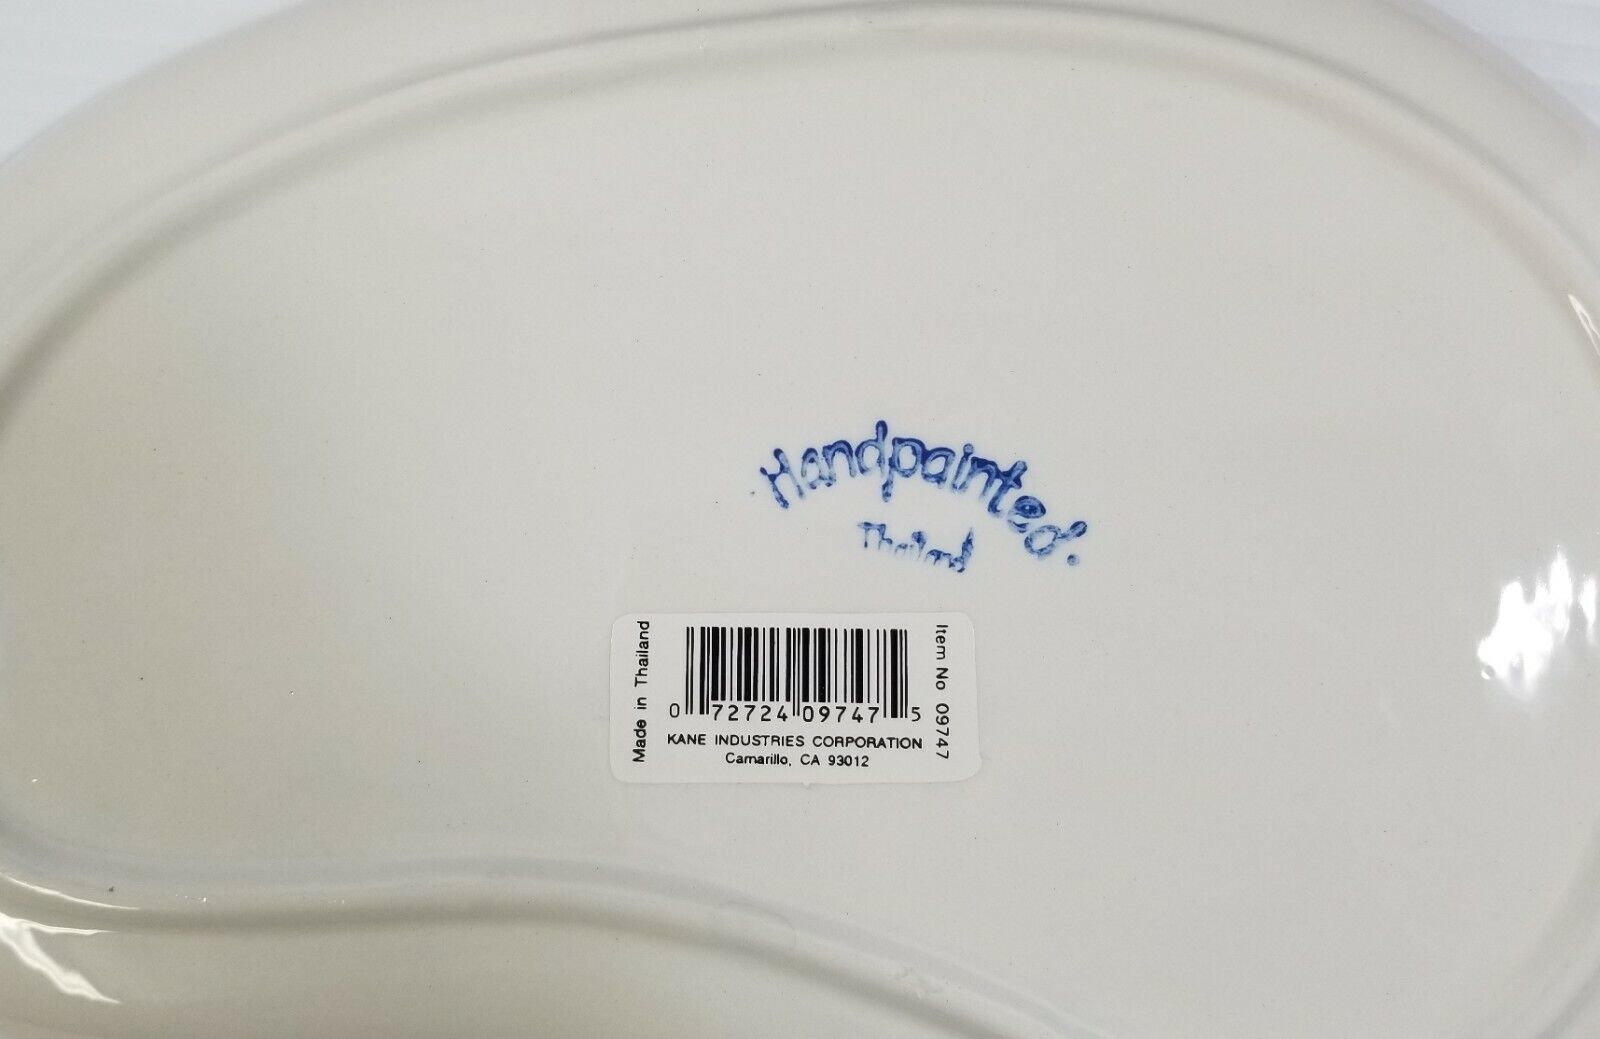 Handpainted.
Thailand
Made in Thailand
0 72724 09747 5
Item No 09747
KANE INDUSTRIES CORPORATION
Camarillo, CA 93012